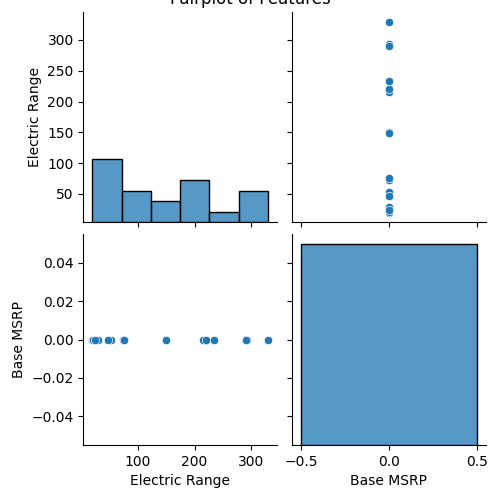 Pairplot of Features
300
250
200
150
100
50
Electric Range
0.04
0.02
0.00
−0.02
−0.04
Base MSRP
100 200 300
−0.5 0.0 0.5
Electric Range
Base MSRP